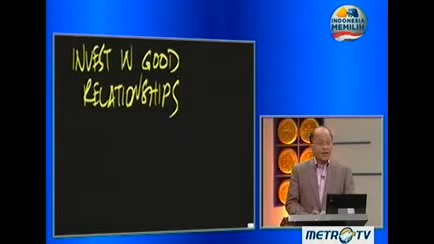 INDONESIA
MEMILIH
INVEST IN GOOD
RELATIONSHIPS
METRO TV